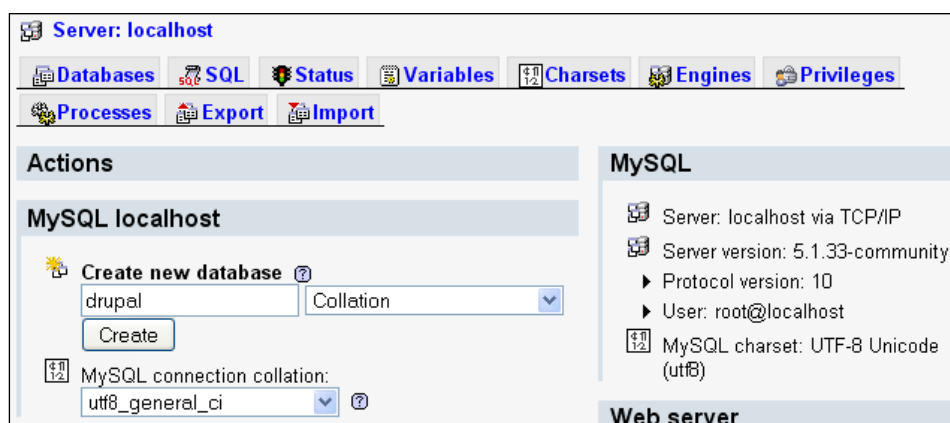 Server: localhost
Databases SQL Status Variables Charsets Engines Privileges
Processes Export Import
Actions
MySQL localhost
Create new database
drupal Collation
Create
MySQL connection collation:
utf8_general_ci
MySQL
Server: localhost via TCP/IP
Server version: 5.1.33-community
Protocol version: 10
User: root@localhost
MySQL charset: UTF-8 Unicode
(utf8)
Web server